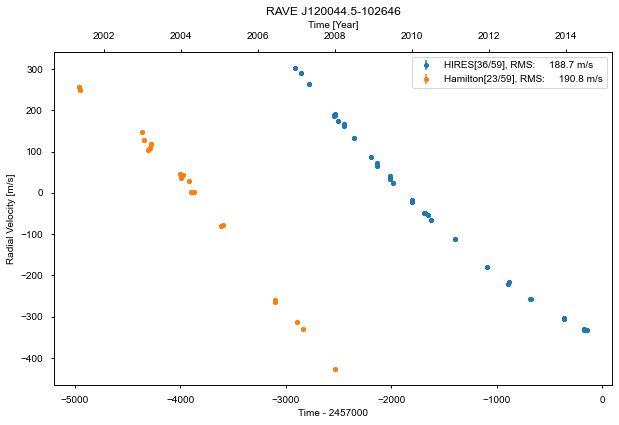 RAVE J120044.5-102646
Time [Year]
2002 2004 2006 2008 2010 2012 2014
HIRES[36/59], RMS: 188.7 m/s
Hamilton[23/59], RMS: 190.8 m/s
Radial Velocity [m/s]
300
200
100
0
−100
−200
−300
−400
−5000 −4000 −3000 −2000 −1000 0
Time - 2457000